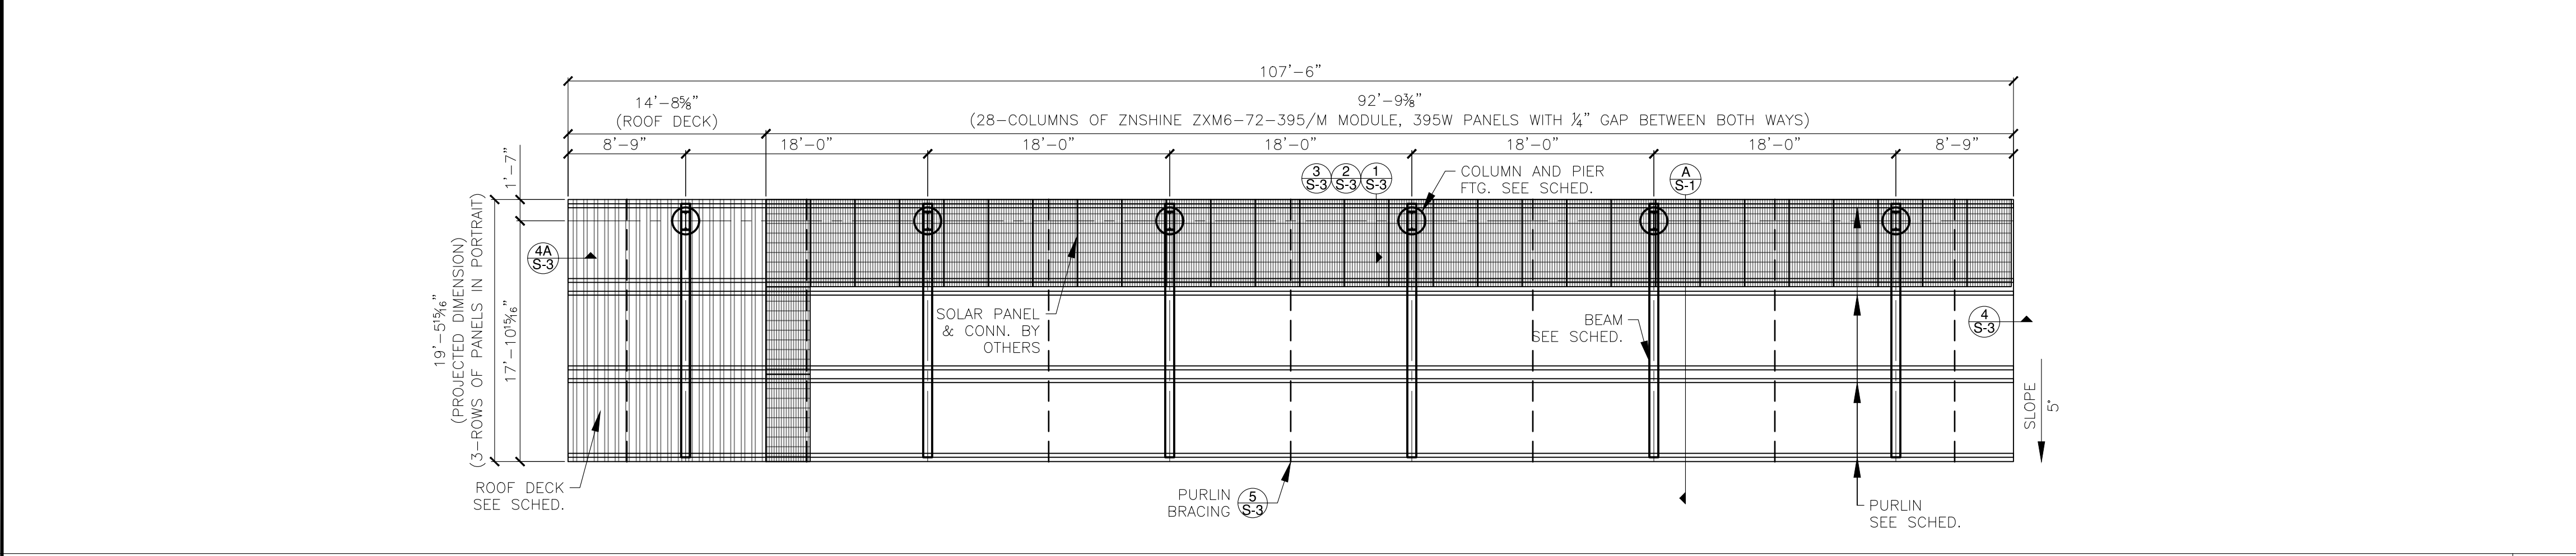 107'-6"
14'-8⅝"
(ROOF DECK)
92'-9⅜"
(28-COLUMNS OF ZNSHINE ZXM6-72-395/M MODULE, 395W PANELS WITH ¼" GAP BETWEEN BOTH WAYS)
8'-9"
18'-0"
18'-0"
18'-0"
18'-0"
18'-0"
8'-9"
1'-7"
3
S-3
2
S-3
1
S-3
COLUMN AND PIER
FTG. SEE SCHED.
A
S-1
4A
S-3
19'-5¹⁵⁄₁₆"
(PROJECTED DIMENSION)
(3-ROWS OF PANELS IN PORTRAIT)
17'-10¹⁵⁄₁₆"
SOLAR PANEL
& CONN. BY
OTHERS
BEAM
SEE SCHED.
4
S-3
SLOPE
5°
ROOF DECK
SEE SCHED.
PURLIN
BRACING
5
S-3
PURLIN
SEE SCHED.